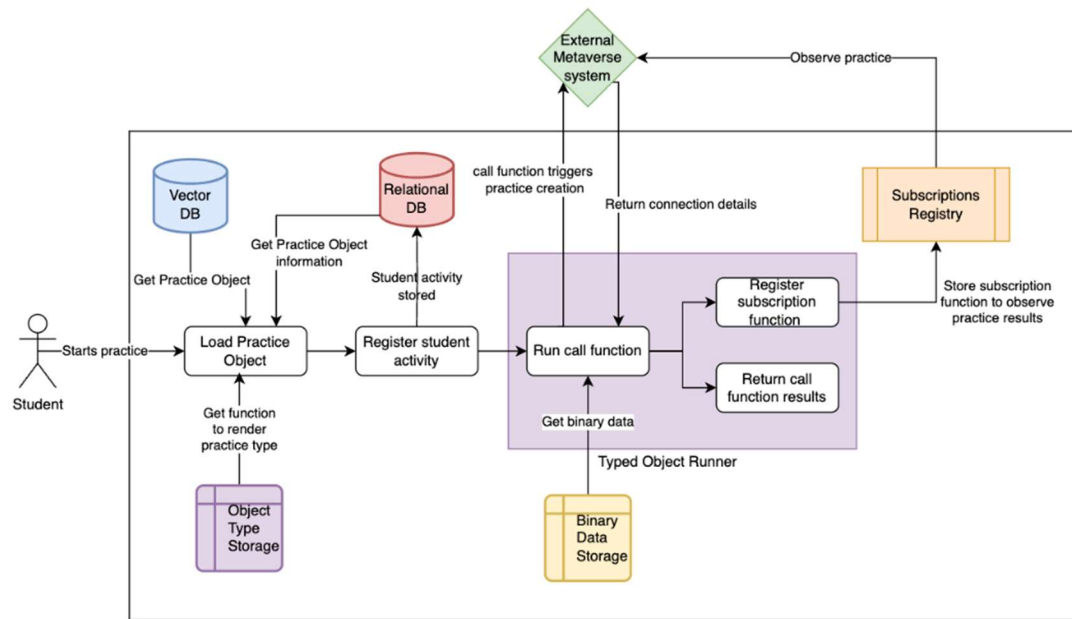 External
Metaverse
system
Observe practice
call function triggers
practice creation
Return connection details
Vector
DB
Relational
DB
Subscriptions
Registry
Get Practice Object
information
Get Practice Object
Student activity
stored
Register
subscription
function
Store subscription
function to observe
practice results
Starts practice
Load Practice
Object
Register student
activity
Run call function
Return call
function results
Student
Get function
to render
practice type
Get binary data
Typed Object Runner
Object
Type
Storage
Binary
Data
Storage